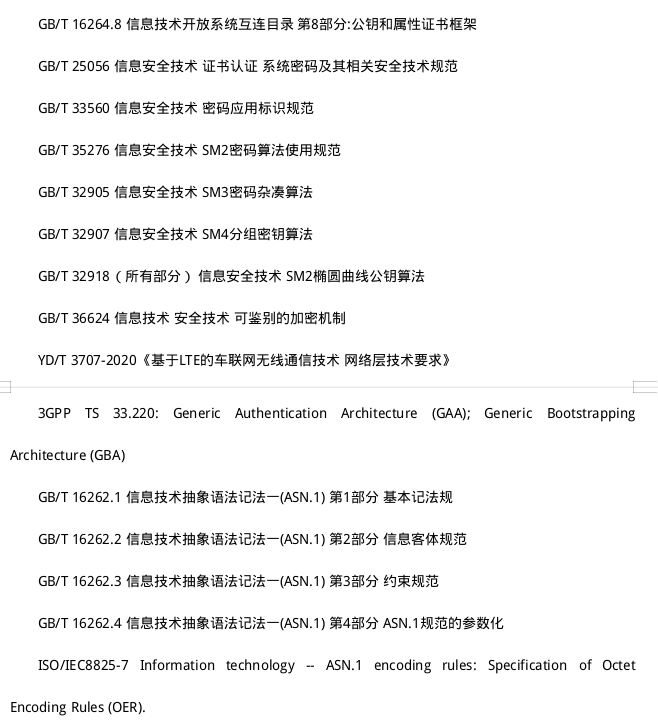 GB/T 16264.8 信息技术开放系统互连目录 第8部分:公钥和属性证书框架
GB/T 25056 信息安全技术 证书认证 系统密码及其相关安全技术规范
GB/T 33560 信息安全技术 密码应用标识规范
GB/T 35276 信息安全技术 SM2密码算法使用规范
GB/T 32905 信息安全技术 SM3密码杂凑算法
GB/T 32907 信息安全技术 SM4分组密钥算法
GB/T 32918（所有部分）信息安全技术 SM2椭圆曲线公钥算法
GB/T 36624 信息技术 安全技术 可鉴别的加密机制
YD/T 3707-2020《基于LTE的车联网无线通信技术 网络层技术要求》
3GPP TS 33.220: Generic Authentication Architecture (GAA); Generic Bootstrapping
Architecture (GBA)
GB/T 16262.1 信息技术抽象语法记法一(ASN.1) 第1部分 基本记法规
GB/T 16262.2 信息技术抽象语法记法一(ASN.1) 第2部分 信息客体规范
GB/T 16262.3 信息技术抽象语法记法一(ASN.1) 第3部分 约束规范
GB/T 16262.4 信息技术抽象语法记法一(ASN.1) 第4部分 ASN.1规范的参数化
ISO/IEC8825-7 Information technology -- ASN.1 encoding rules: Specification of Octet
Encoding Rules (OER).